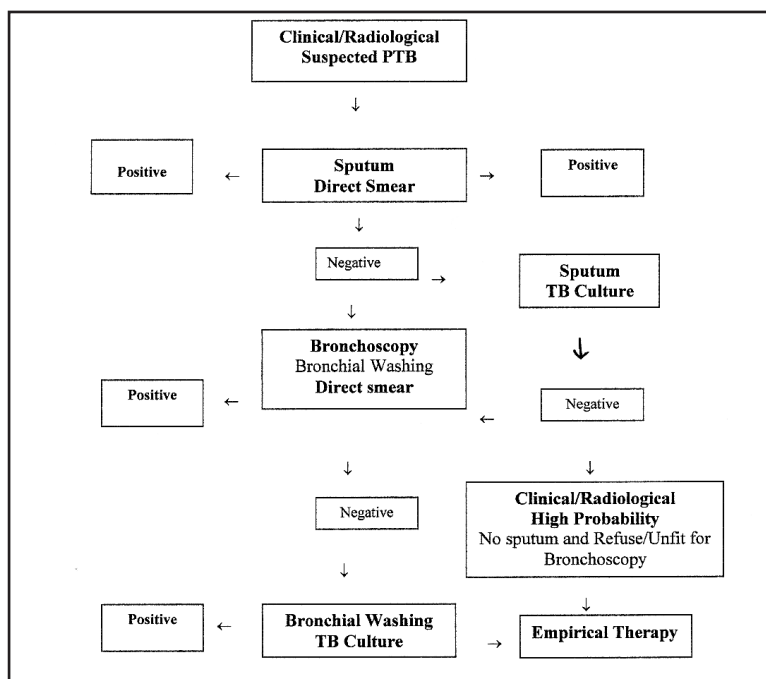 Clinical/Radiological
Suspected PTB
↓
Positive ← Sputum → Positive
Direct Smear
↓
Negative → Sputum
TB Culture
↓
Bronchoscopy
Bronchial Washing
Direct smear
↓
Positive ← ← Negative
↓ ↓
Negative
Clinical/Radiological
High Probability
No sputum and Refuse/Unfit for
Bronchoscopy
↓ ↓
Positive ← Bronchial Washing → Empirical Therapy
TB Culture